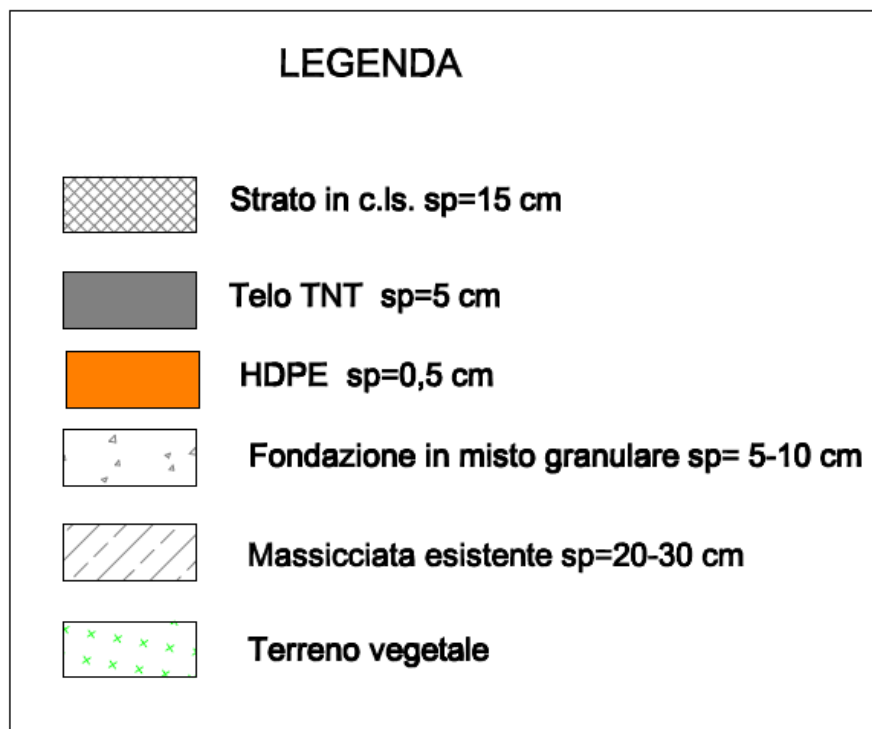 LEGENDA
Strato in c.ls. sp=15 cm
Telo TNT sp=5 cm
HDPE sp=0,5 cm
Fondazione in misto granulare sp= 5-10 cm
Massicciata esistente sp=20-30 cm
Terreno vegetale